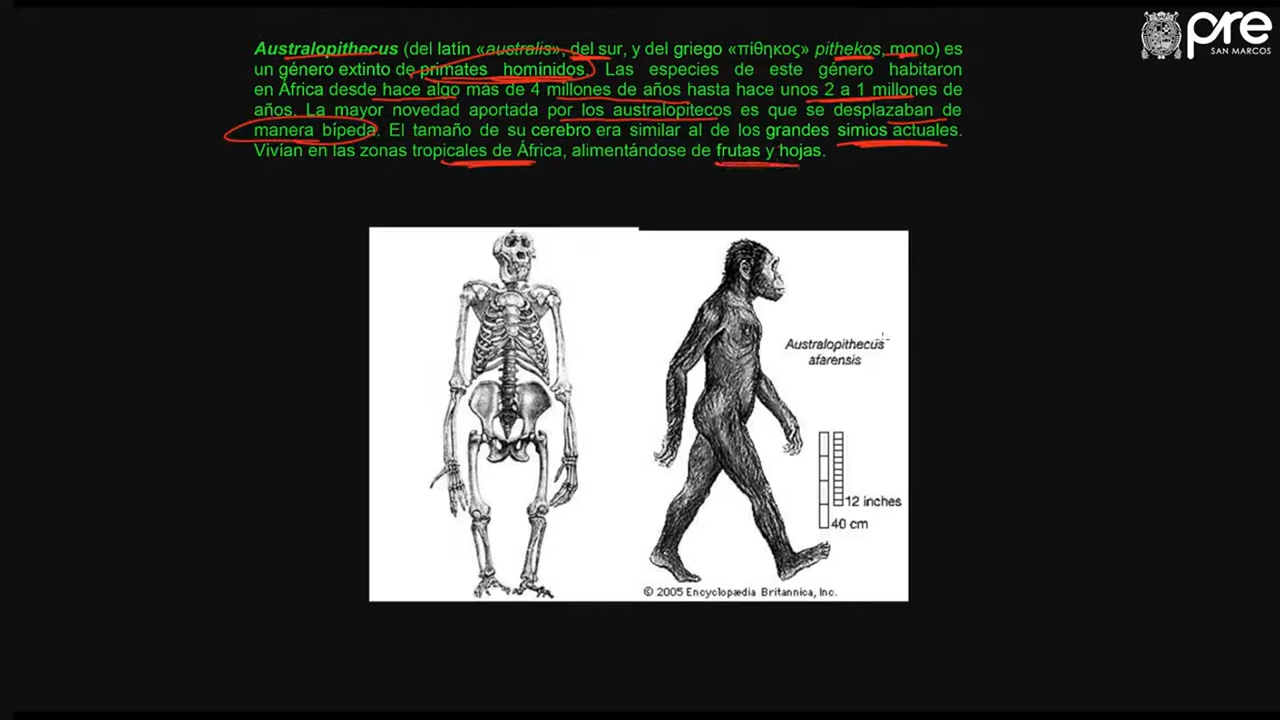 pre
SAN MARCOS
Australopithecus (del latín «australis», del sur, y del griego «πίθηκος» pithekos, mono) es
un género extinto de primates homínidos. Las especies de este género habitaron
en África desde hace algo más de 4 millones de años hasta hace unos 2 a 1 millones de
años. La mayor novedad aportada por los australopitecos es que se desplazaban de
manera bípeda. El tamaño de su cerebro era similar al de los grandes simios actuales.
Vivían en las zonas tropicales de África, alimentándose de frutas y hojas.
Australopithecus
afarensis
12 inches
40 cm
© 2005 Encyclopædia Britannica, Inc.